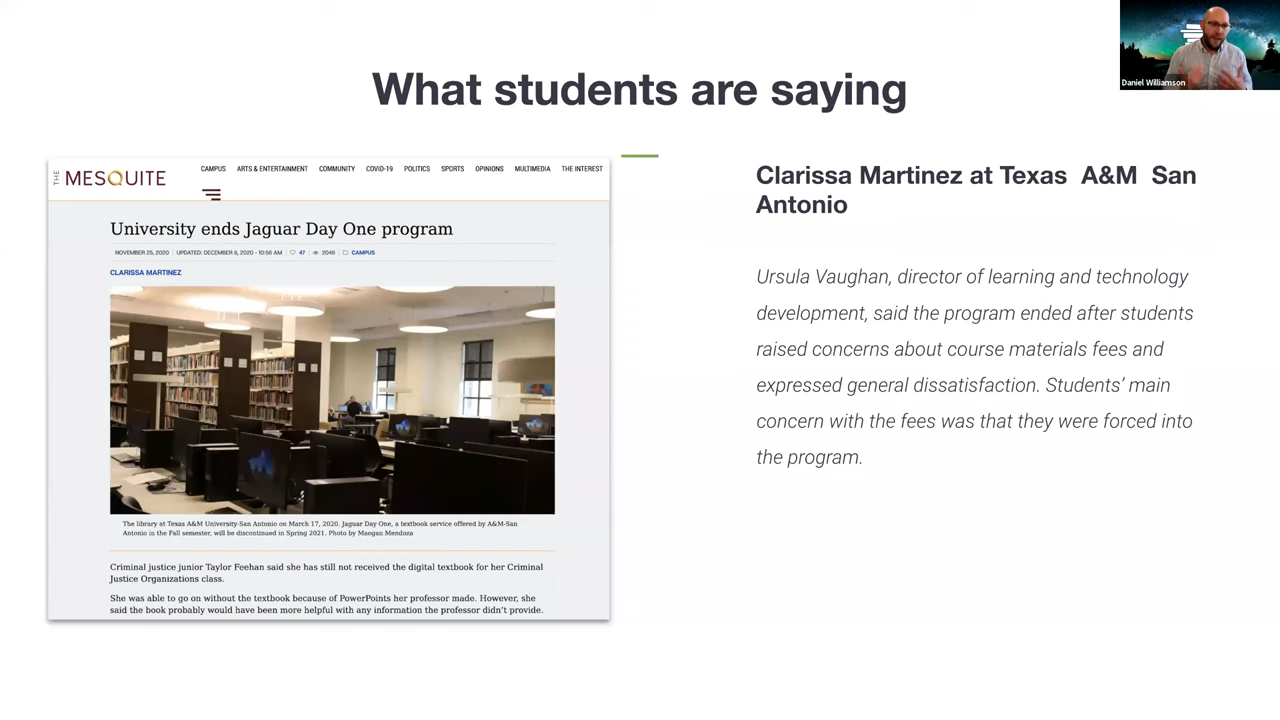 What students are saying
Daniel Williamson
THE MESQUITE
CAMPUS ARTS & ENTERTAINMENT COMMUNITY COVID-19 POLITICS SPORTS OPINIONS MULTIMEDIA THE INTEREST
University ends Jaguar Day One program
NOVEMBER 25, 2020 UPDATED: DECEMBER 8, 2020 - 10:56 AM 47 2046 CAMPUS
CLARISSA MARTINEZ
The library at Texas A&M University-San Antonio on March 17, 2020. Jaguar Day One, a textbook service offered by A&M-San
Antonio in the Fall semester, will be discontinued in Spring 2021. Photo by Maegan Mendoza
Criminal justice junior Taylor Feehan said she has still not received the digital textbook for her Criminal
Justice Organizations class.
She was able to go on without the textbook because of PowerPoints her professor made. However, she
said the book probably would have been more helpful with any information the professor didn't provide.
Clarissa Martinez at Texas A&M San
Antonio
Ursula Vaughan, director of learning and technology
development, said the program ended after students
raised concerns about course materials fees and
expressed general dissatisfaction. Students' main
concern with the fees was that they were forced into
the program.